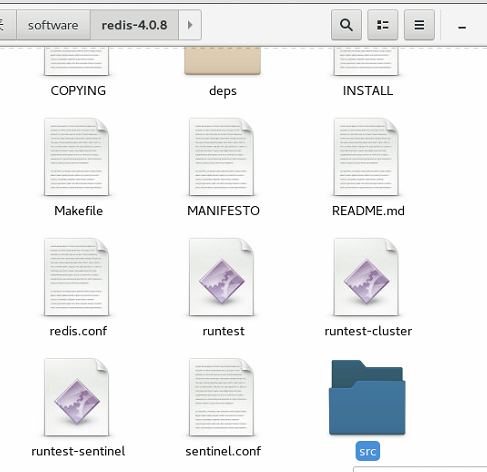 software redis-4.0.8
COPYING deps INSTALL
Makefile MANIFESTO README.md
redis.conf runtest runtest-cluster
runtest-sentinel sentinel.conf src